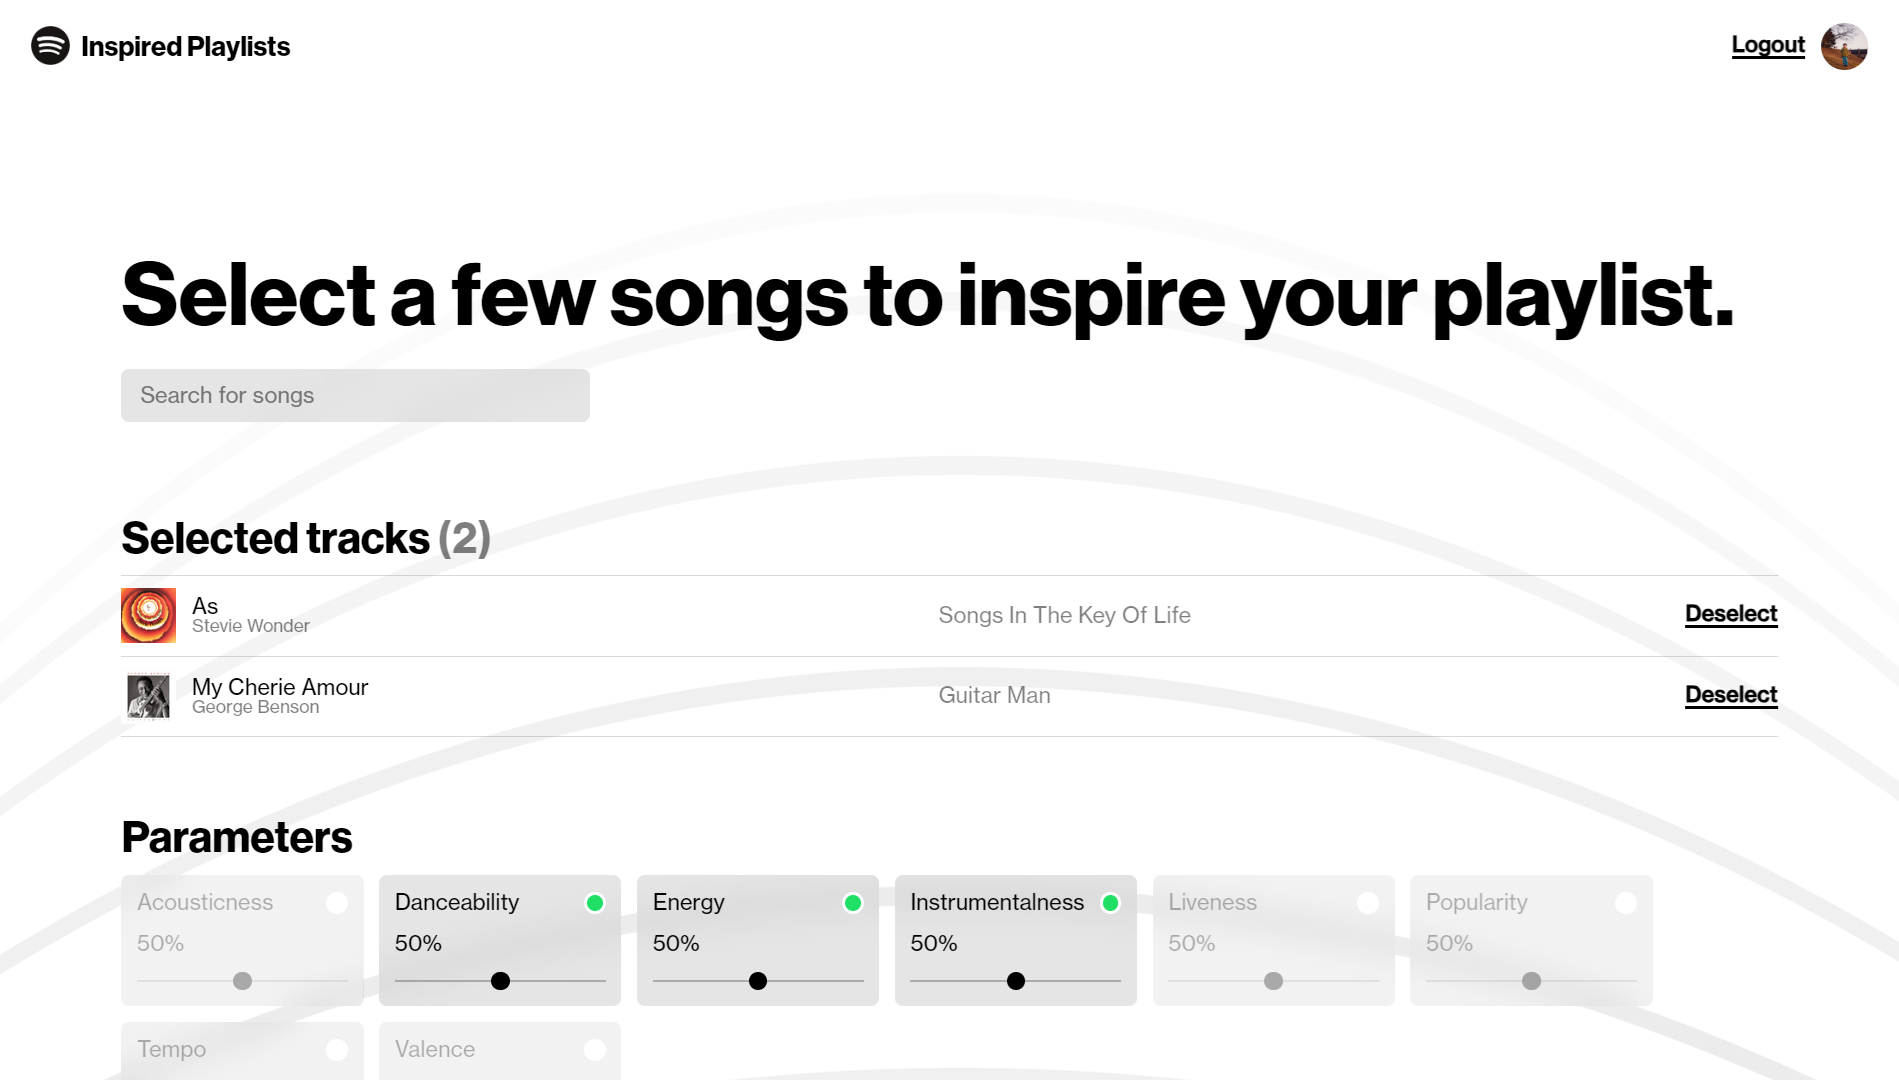 Inspired Playlists
Logout
Select a few songs to inspire your playlist.
Search for songs
Selected tracks (2)
As
Stevie Wonder
Songs In The Key Of Life
Deselect
My Cherie Amour
George Benson
Guitar Man
Deselect
Parameters
Acousticness
50%
Danceability
50%
Energy
50%
Instrumentalness
50%
Liveness
50%
Popularity
50%
Tempo
Valence